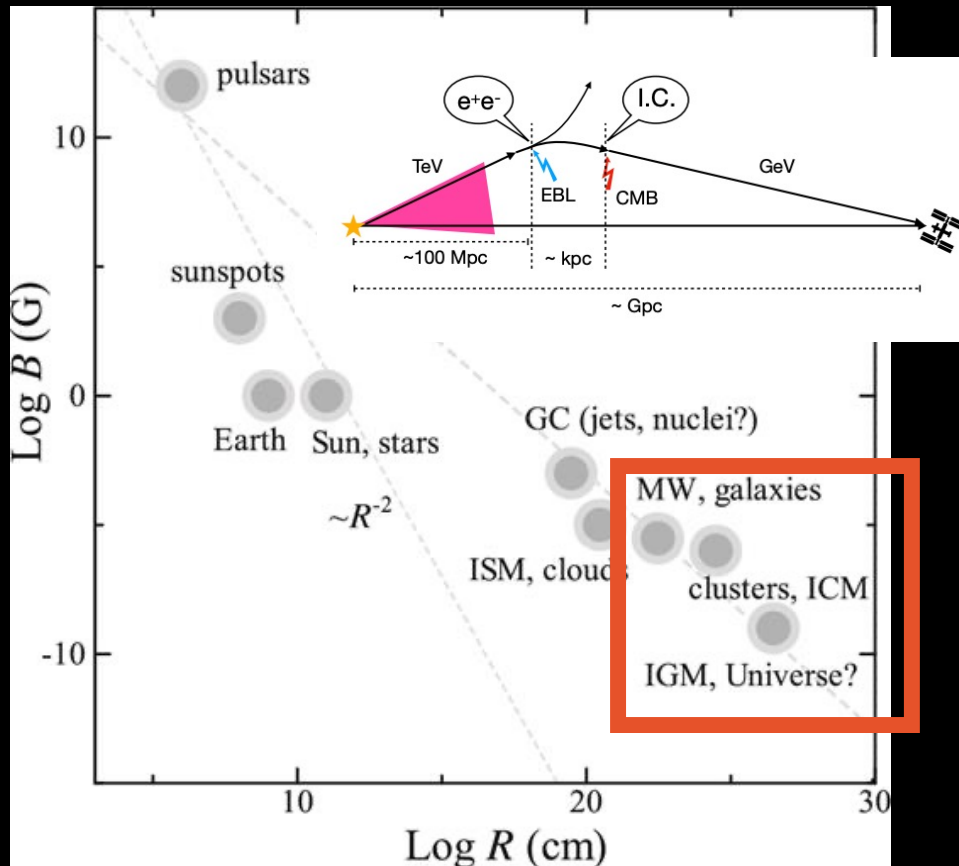 pulsars
e⁺e⁻
I.C.
10
TeV
GeV
EBL
CMB
~100 Mpc
~ kpc
~ Gpc
sunspots
Log B (G)
0
Earth
Sun, stars
GC (jets, nuclei?)
MW, galaxies
~R⁻²
ISM, clouds
clusters, ICM
-10
IGM, Universe?
10
20
30
Log R (cm)